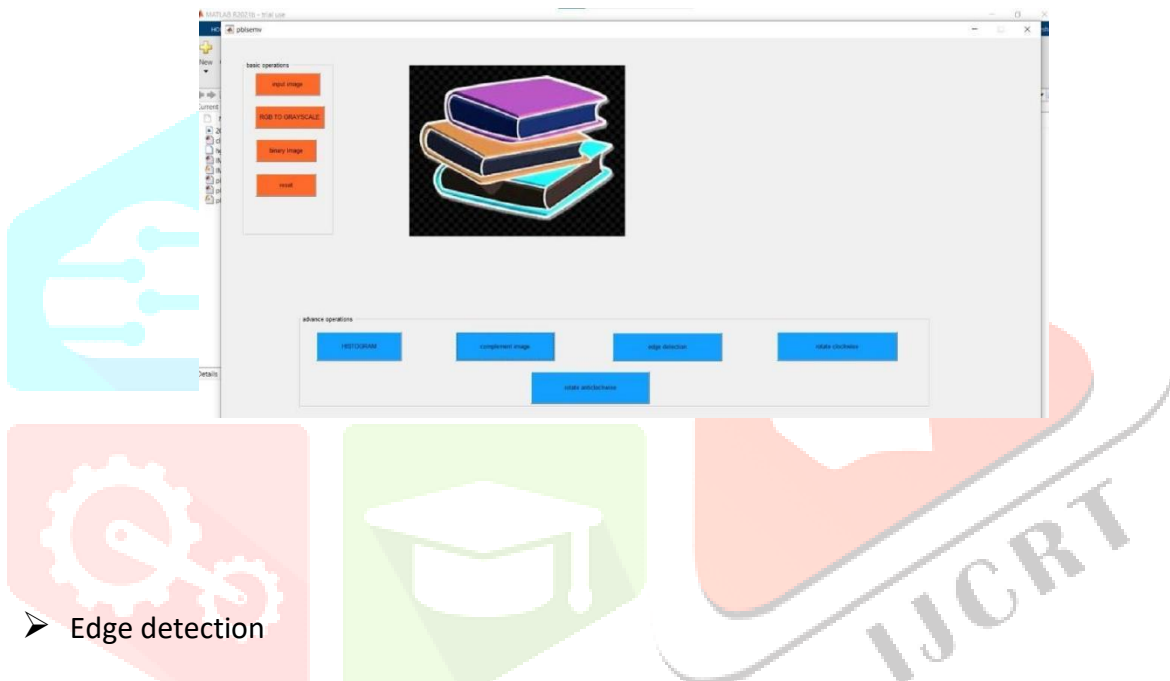 MATLAB R2021b - trial use
pblsemv
New
Current
Details
basic operations
input image
RGB TO GRAYSCALE
binary image
reset
advance operations
HISTOGRAM
complement image
edge detection
rotate clockwise
rotate anticlockwise
➢ Edge detection
IJCRT